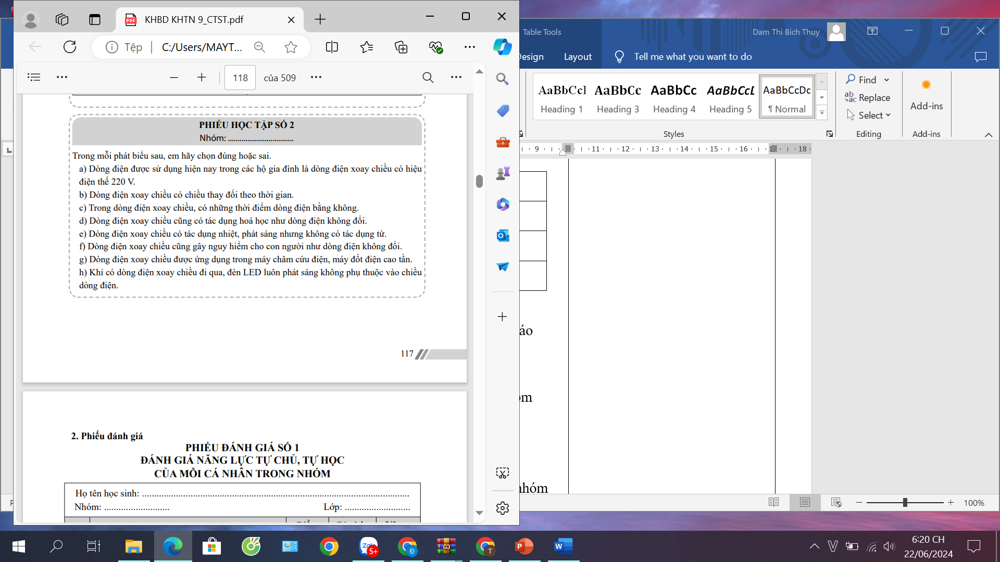 KHBD KHTN 9_CTST.pdf
Tệp
C:/Users/MAYT...
118
của 509
PHIẾU HỌC TẬP SỐ 2
Nhóm: ..................................
Trong mỗi phát biểu sau, em hãy chọn đúng hoặc sai.
a) Dòng điện được sử dụng hiện nay trong các hộ gia đình là dòng điện xoay chiều có hiệu
điện thế 220 V.
b) Dòng điện xoay chiều có chiều thay đổi theo thời gian.
c) Trong dòng điện xoay chiều, có những thời điểm dòng điện bằng không.
d) Dòng điện xoay chiều cũng có tác dụng hoá học như dòng điện không đổi.
e) Dòng điện xoay chiều có tác dụng nhiệt, phát sáng nhưng không có tác dụng từ.
f) Dòng điện xoay chiều cũng gây nguy hiểm cho con người như dòng điện không đổi.
g) Dòng điện xoay chiều được ứng dụng trong máy châm cứu điện, máy đốt điện cao tần.
h) Khi có dòng điện xoay chiều đi qua, đèn LED luôn phát sáng không phụ thuộc vào chiều
dòng điện.
117
2. Phiếu đánh giá
PHIẾU ĐÁNH GIÁ SỐ 1
ĐÁNH GIÁ NĂNG LỰC TỰ CHỦ, TỰ HỌC
CỦA MỖI CÁ NHÂN TRONG NHÓM
Họ tên học sinh: ..............................................................................................................
Nhóm: ........................... Lớp: ...........................
Table Tools
Dam Thi Bich Thuy
Design
Layout
Tell me what you want to do
AaBbCcI
AaBbCc
AaBbCc
AaBbCcL
AaBbCcDc
Heading 1
Heading 3
Heading 4
Heading 5
¶ Normal
Styles
Find
Replace
Select
Editing
Add-ins
Add-ins
9 11 12 13 14 15 16 17 18
áo
óm
nhóm
100%
Zalo
5+
6:20 CH
22/06/2024